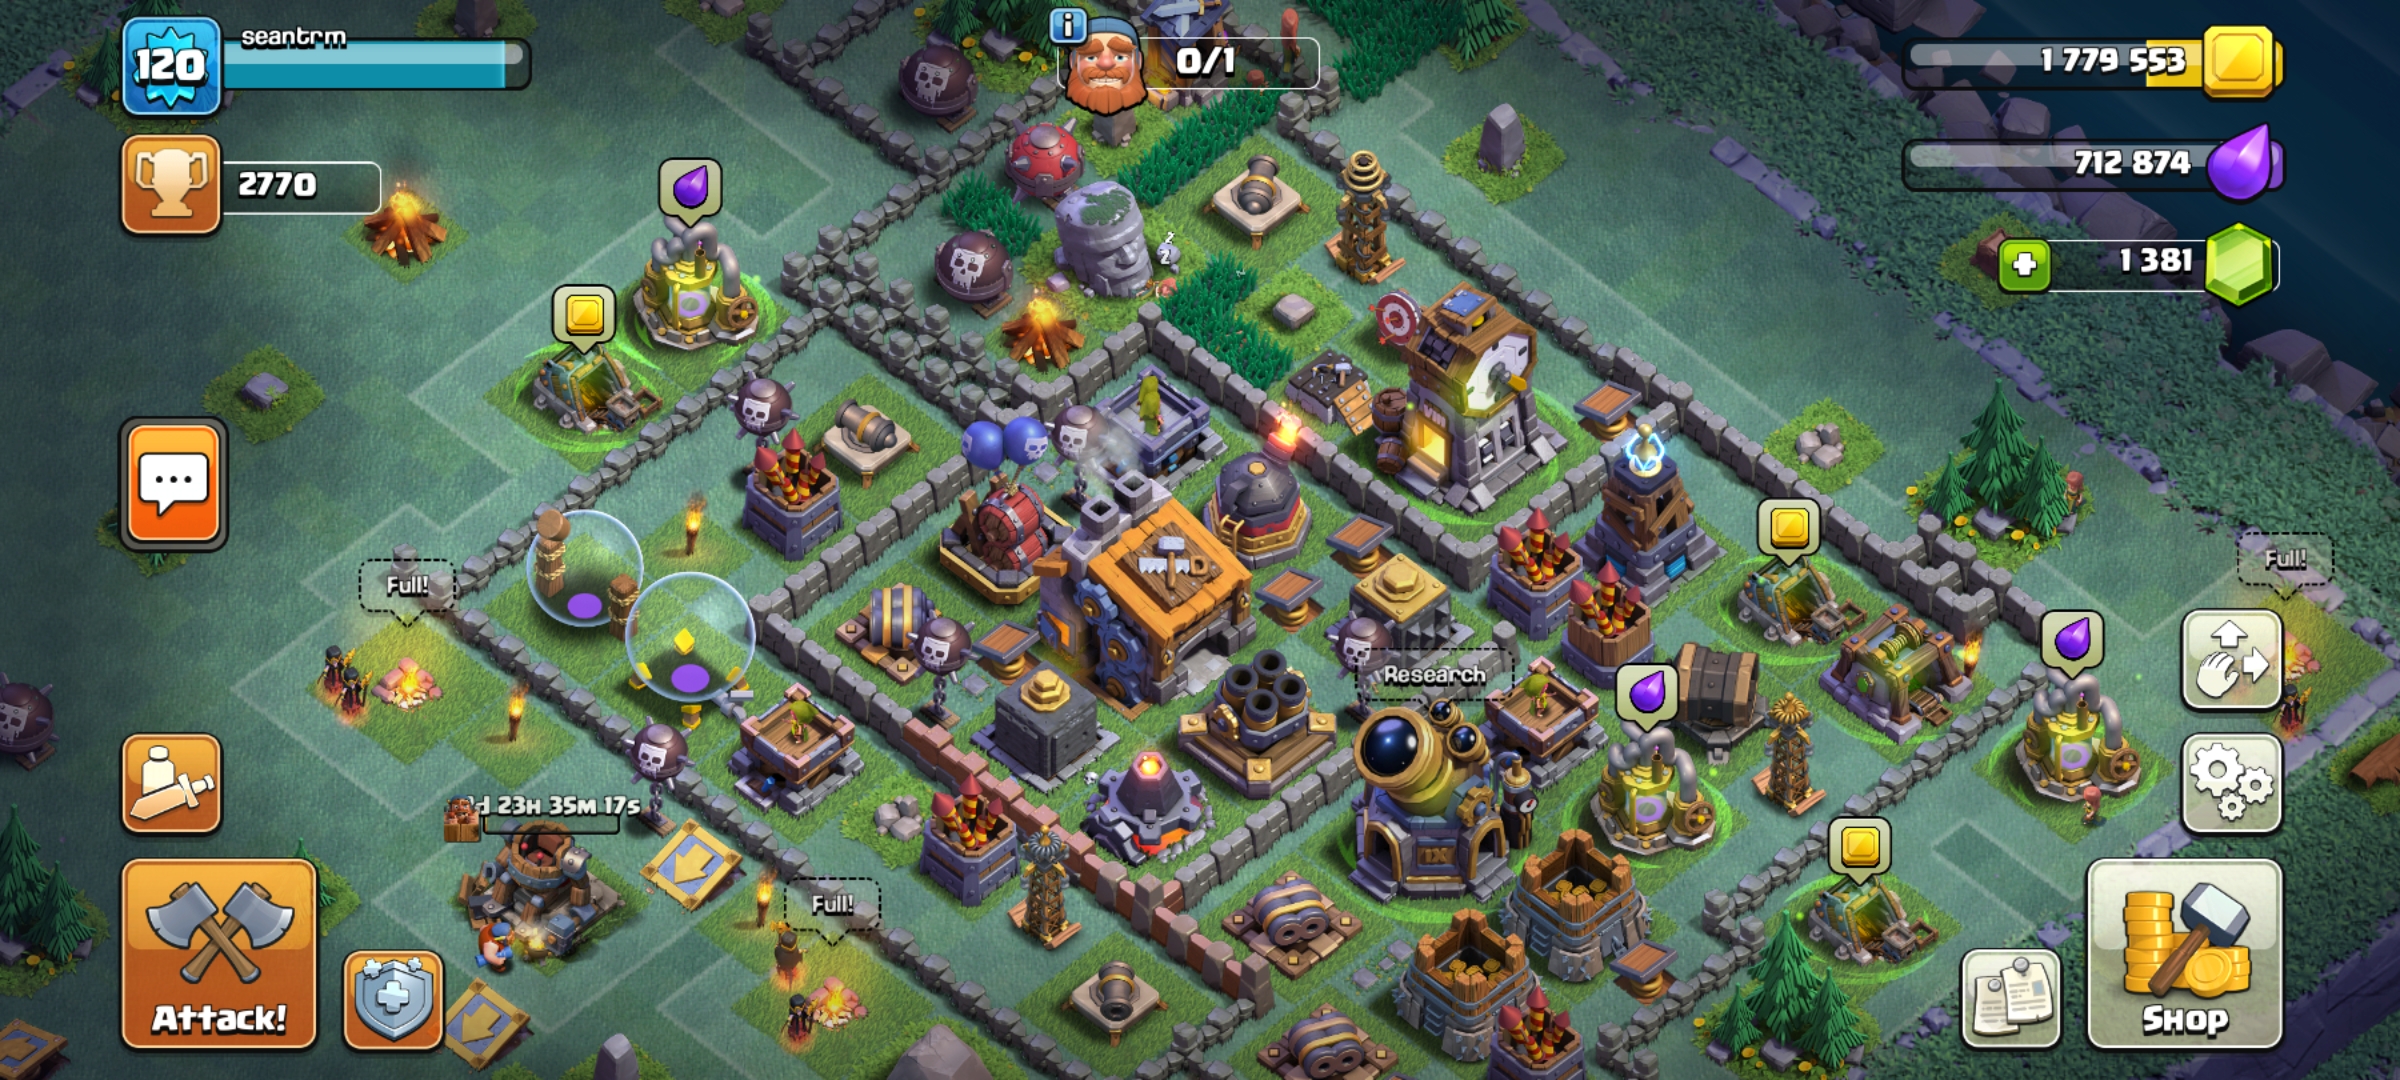 120
seantrm
0/1
1 779 553
2770
712 874
1 381
Full!
Full!
Research
23H 35M 17s
Full!
Attack!
Shop